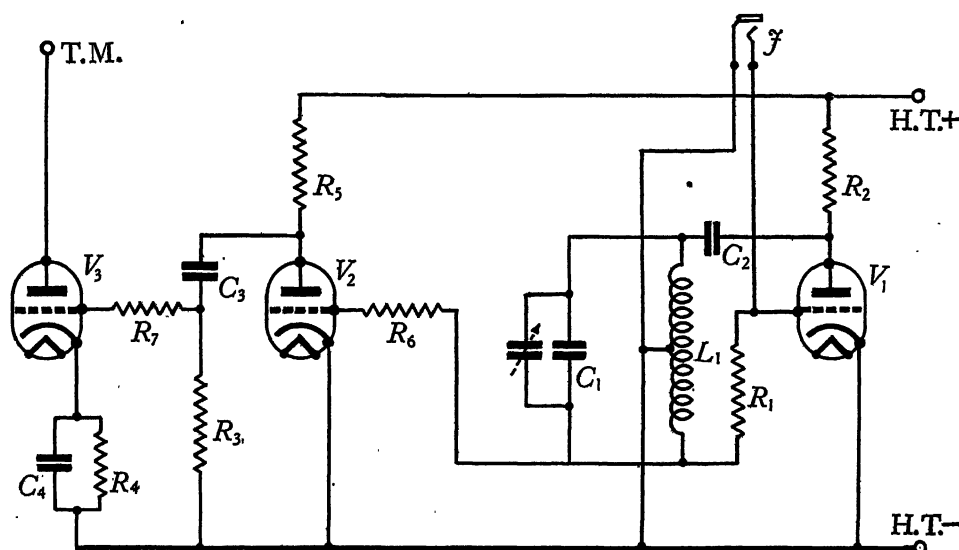 T.M.
J
H.T.+
R5
R2
V3
V2
V1
C3
C2
R7
R6
L1
C1
R1
R3
C4
R4
H.T.-